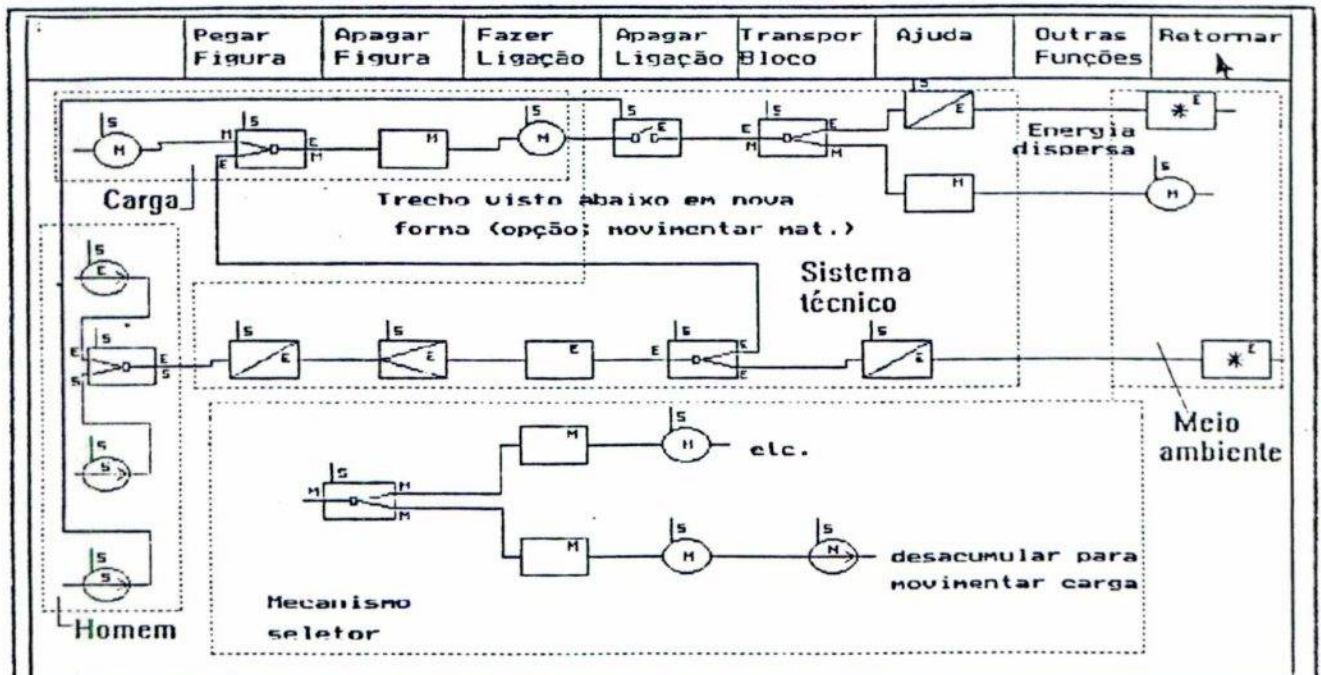 Pegar Figura
Apagar Figura
Fazer Ligação
Apagar Ligação
Transpor Bloco
Ajuda
Outras Funções
Retornar
S
M
S
M
E
E
M
M
S
M
S
E
S
E
M
E
M
S
E
E
S
M
M
Energia
dispersa
Carga
Trecho visto abaixo em nova
forma (opção: movimentar mat.)
Sistema
técnico
S
E
S
E
S
E
S
S
E
S
E
E
S
E
E
E
S
E
E
S
S
S
S
Meio
ambiente
M
S
M
M
M
S
M
etc.
M
S
M
S
M
desacumular para
movimentar carga
Mecanismo
seletor
Homem